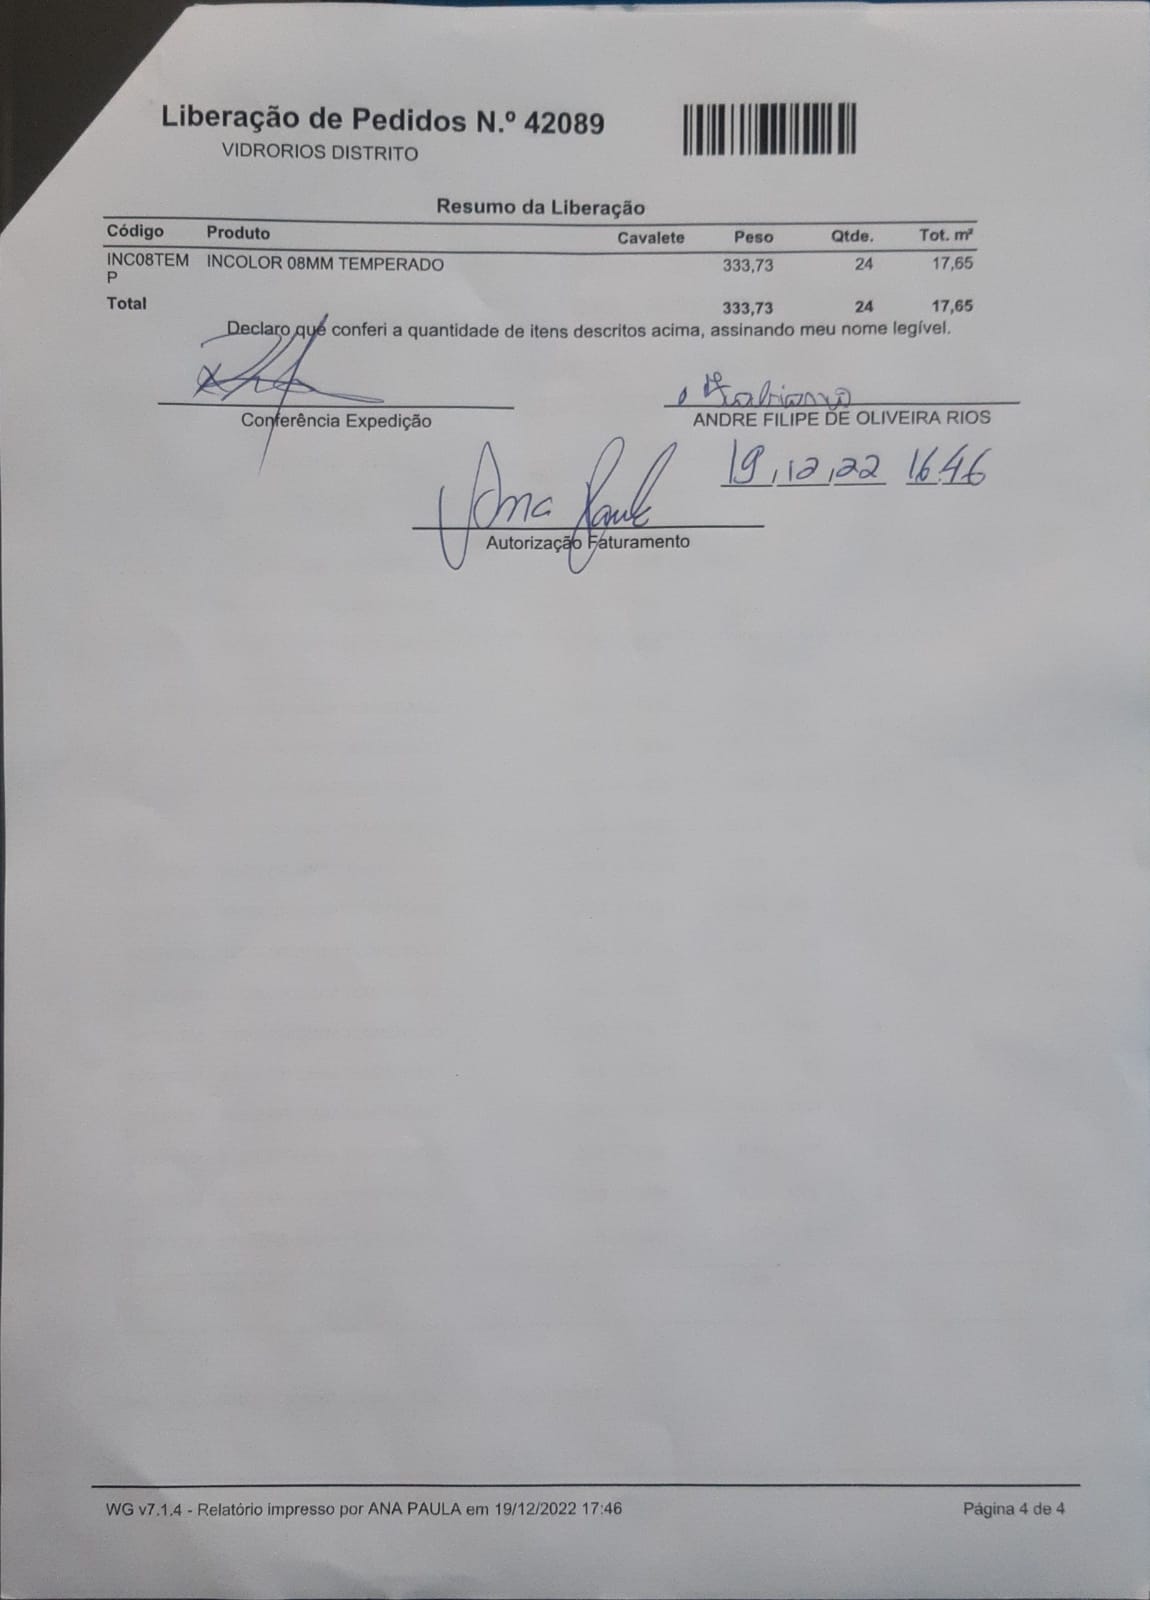 Liberação de Pedidos N.º 42089
VIDRORIOS DISTRITO
Resumo da Liberação
Código Produto Cavalete Peso Qtde. Tot. m²
INC08TEM INCOLOR 08MM TEMPERADO 333,73 24 17,65
P
Total 333,73 24 17,65
Declaro que conferi a quantidade de itens descritos acima, assinando meu nome legível.
Conferência Expedição
ANDRE FILIPE DE OLIVEIRA RIOS
19,12,22 16 46
Ana Paula
Autorização Faturamento
WG v7.1.4 - Relatório impresso por ANA PAULA em 19/12/2022 17:46
Página 4 de 4